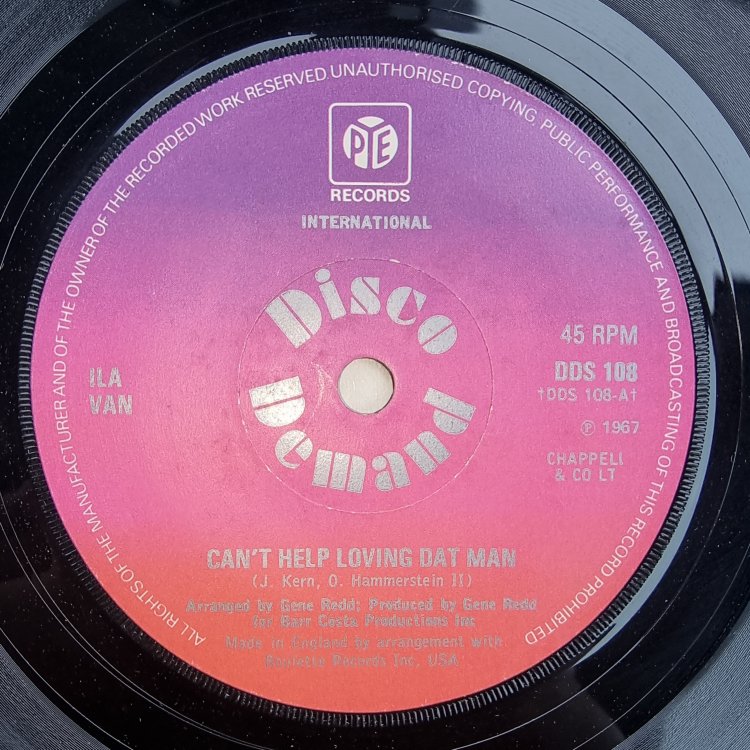 ALL RIGHTS OF THE MANUFACTURER AND OF THE OWNER OF THE RECORDED WORK RESERVED UNAUTHORISED COPYING. PUBLIC PERFORMANCE AND BROADCASTING OF THIS RECORD PROHIBITED
PYE
RECORDS
INTERNATIONAL
Disco
Demand
ILA
VAN
45 RPM
DDS 108
†DDS 108-A†
℗ 1967
CHAPPELL
& CO LT
CAN'T HELP LOVING DAT MAN
(J. Kern, O. Hammerstein II)
Arranged by Gene Redd; Produced by Gene Redd
for Barr Costa Productions Inc
Made in England by arrangement with
Roulette Records Inc, USA